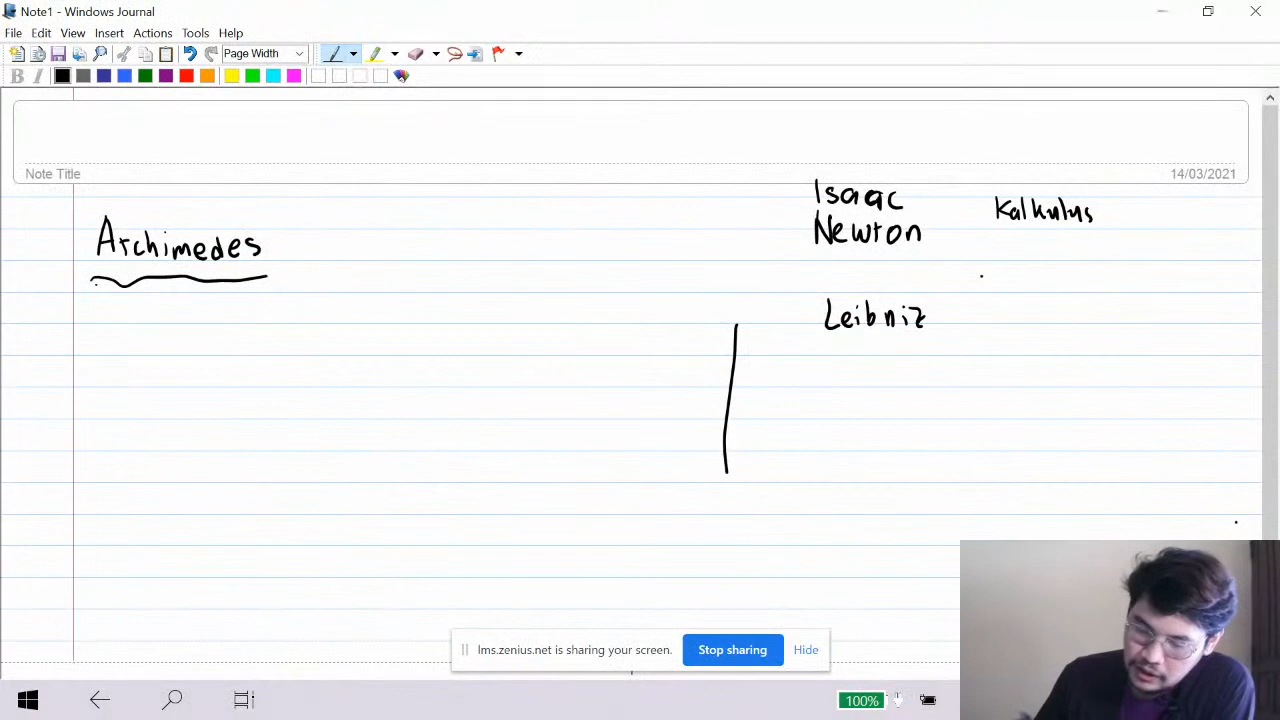 Note1 - Windows Journal
File Edit View Insert Actions Tools Help
Page Width
B I
Note Title
14/03/2021
Isaac
Newton
Kalkulus
Archimedes
Leibniz
lms.zenius.net is sharing your screen.
Stop sharing
Hide
100%